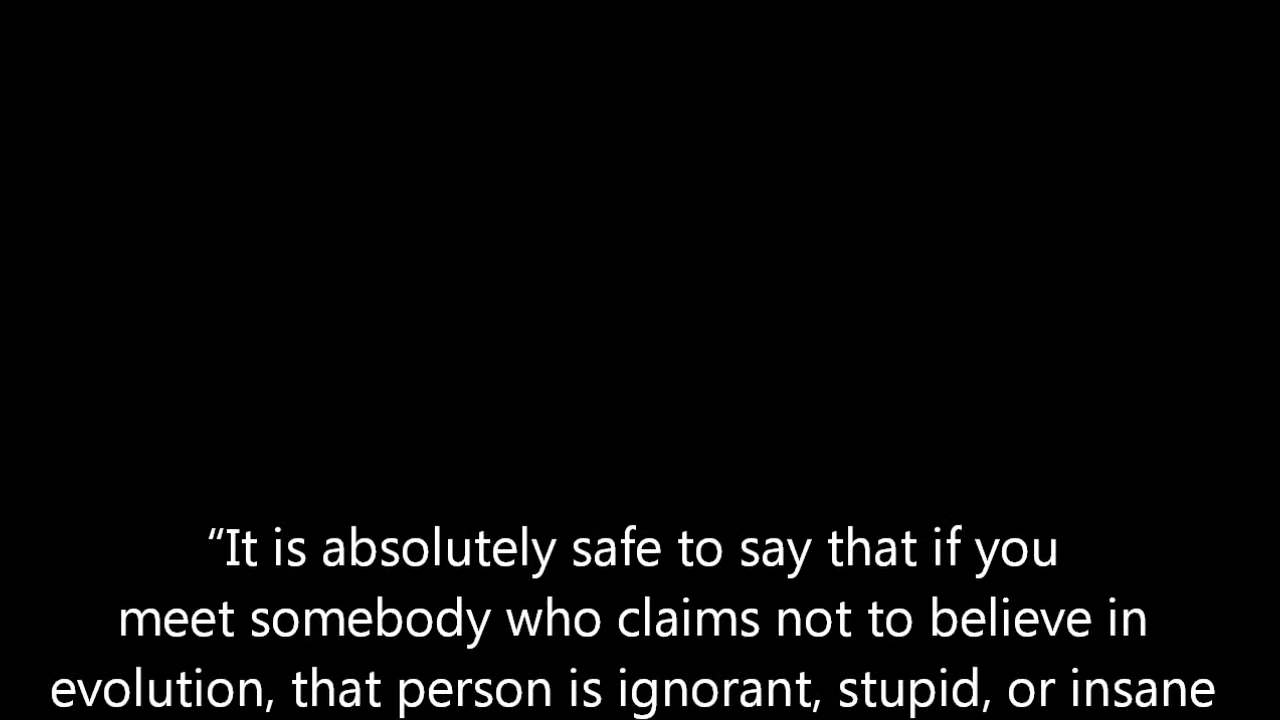 “It is absolutely safe to say that if you
meet somebody who claims not to believe in
evolution, that person is ignorant, stupid, or insane